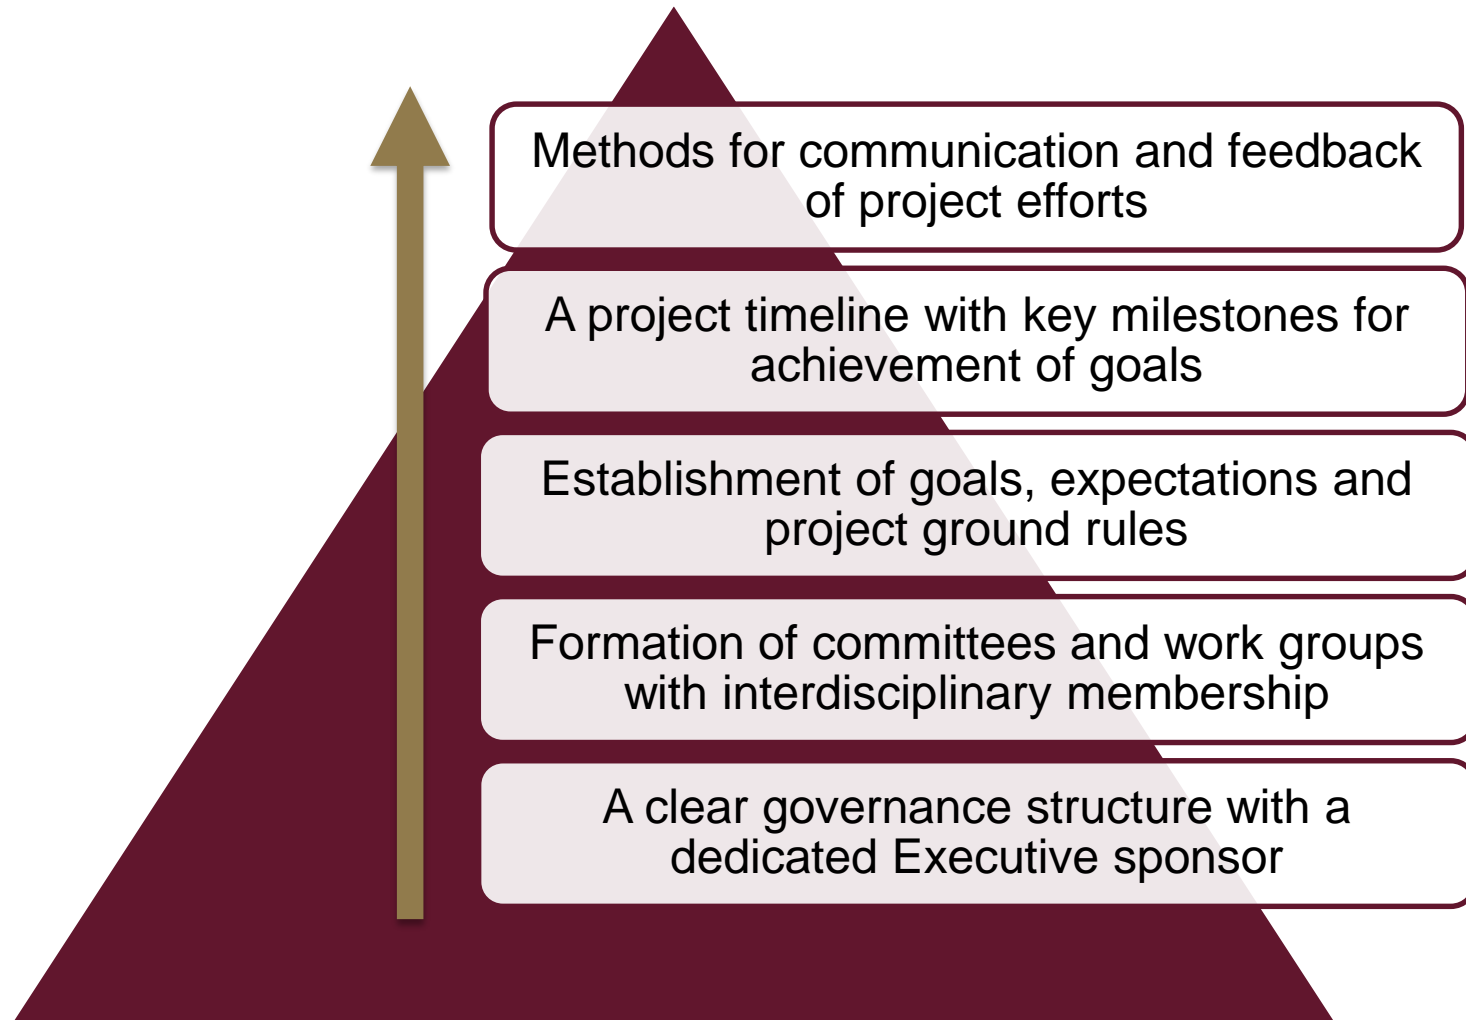 Methods for communication and feedback
of project efforts
A project timeline with key milestones for
achievement of goals
Establishment of goals, expectations and
project ground rules
Formation of committees and work groups
with interdisciplinary membership
A clear governance structure with a
dedicated Executive sponsor